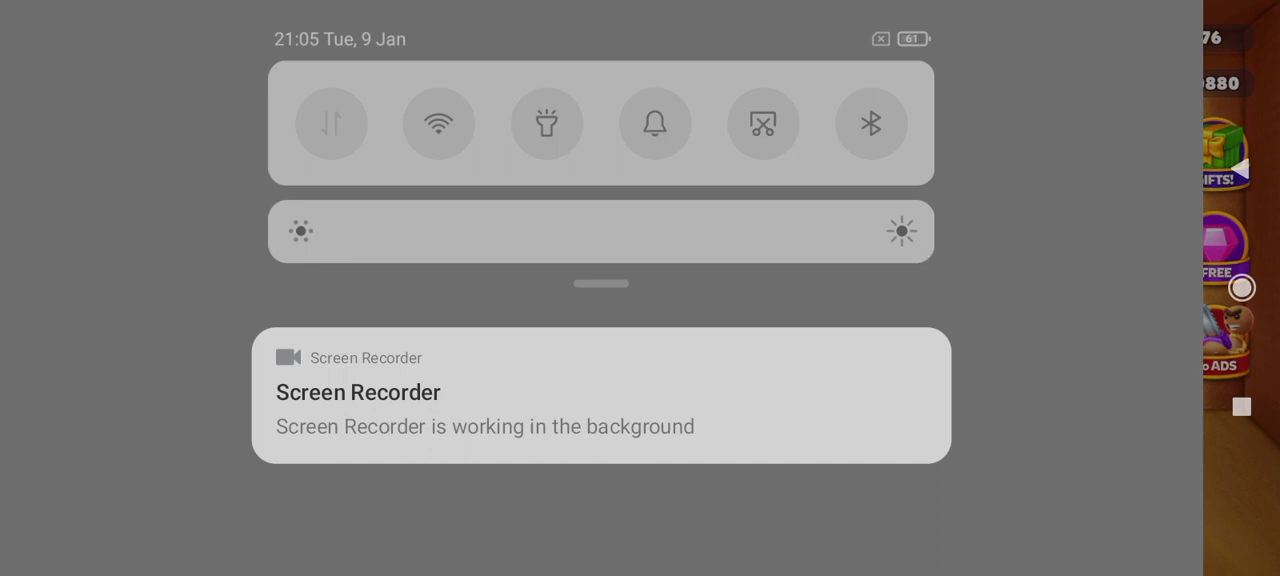 21:05 Tue, 9 Jan
61
76
880
IFTS!
FREE
Screen Recorder
Screen Recorder
Screen Recorder is working in the background
o ADS